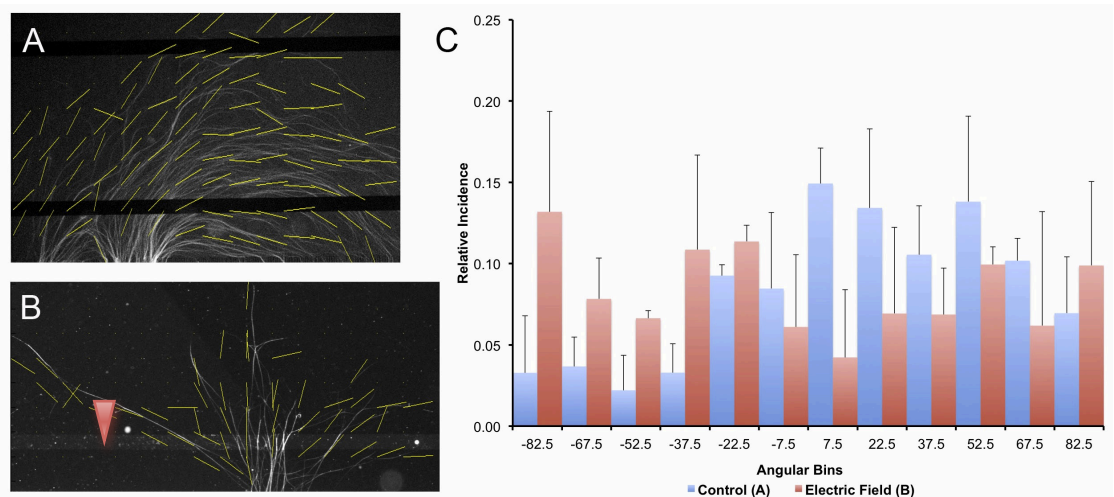 A
B
C
0.25
0.20
0.15
0.10
0.05
0.00
Relative Incidence
-82.5 -67.5 -52.5 -37.5 -22.5 -7.5 7.5 22.5 37.5 52.5 67.5 82.5
Angular Bins
Control (A) Electric Field (B)